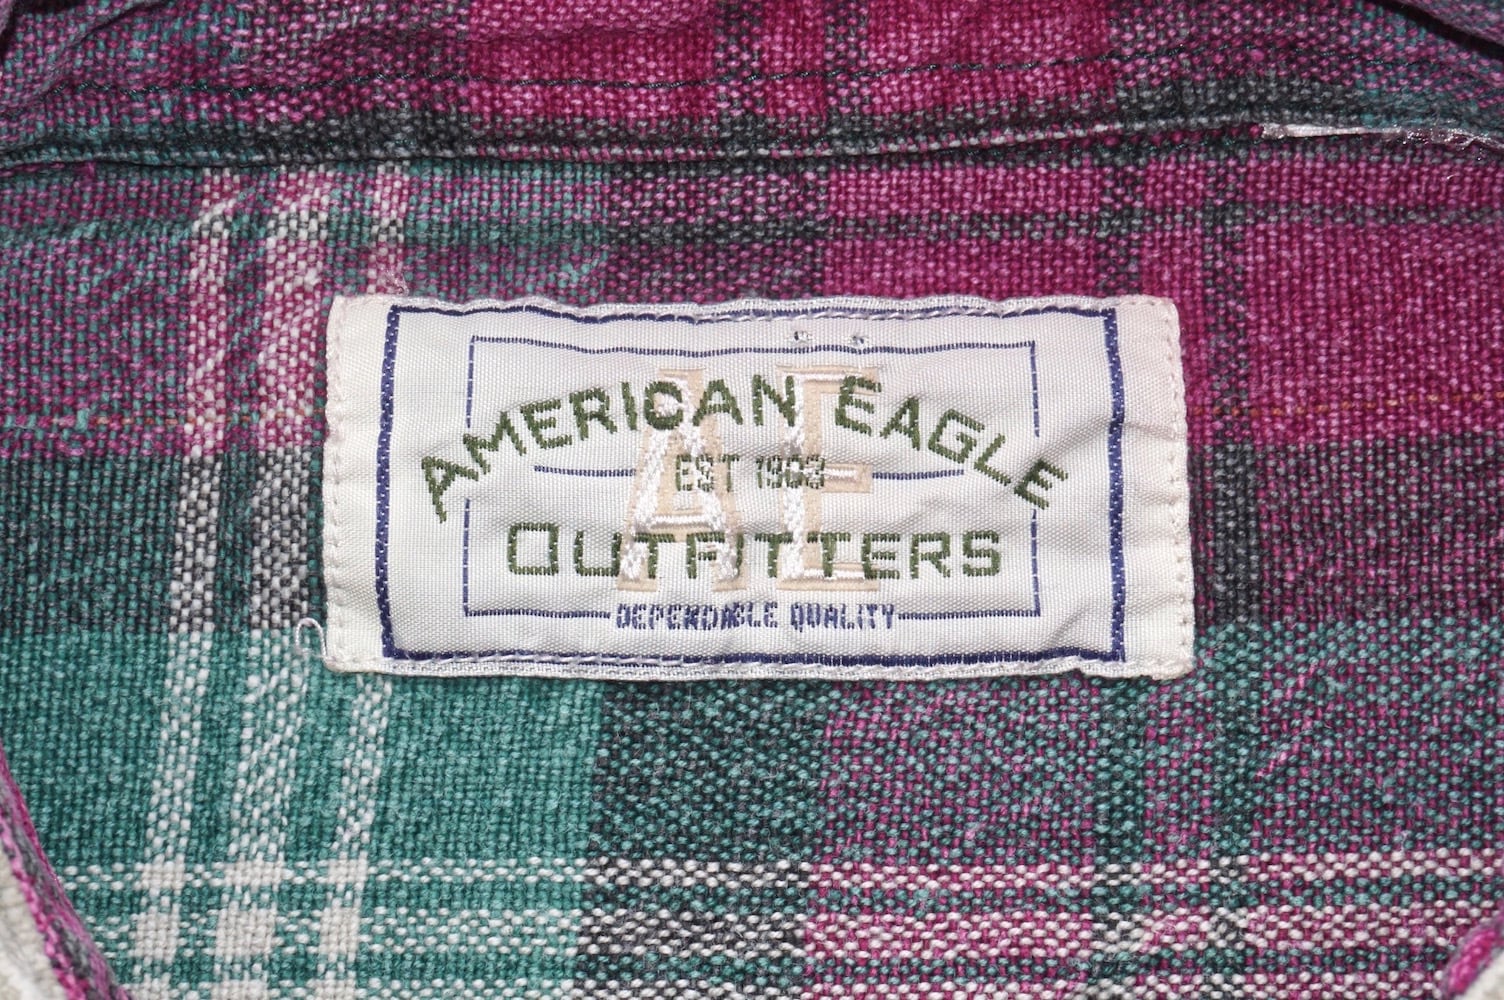 AMERICAN EAGLE
AE
EST 1903
OUTFITTERS
DEPENDABLE QUALITY